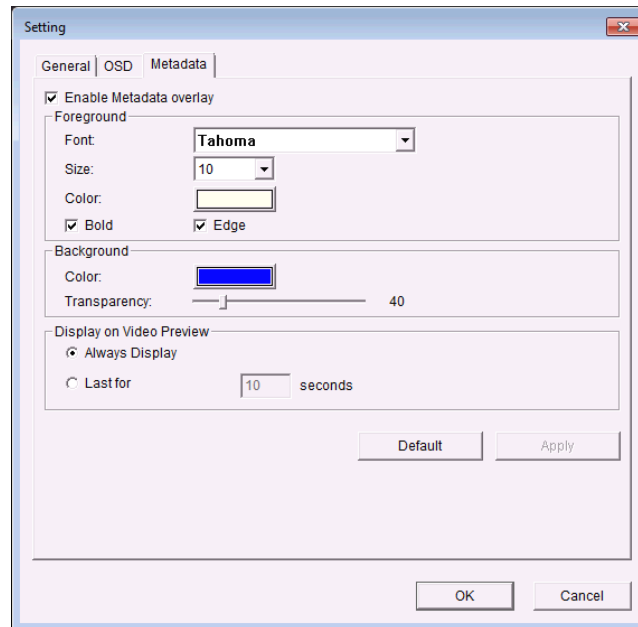 Setting
General OSD Metadata
Enable Metadata overlay
Foreground
Font: Tahoma
Size: 10
Color:
Bold Edge
Background
Color:
Transparency: 40
Display on Video Preview
Always Display
Last for 10 seconds
Default Apply
OK Cancel